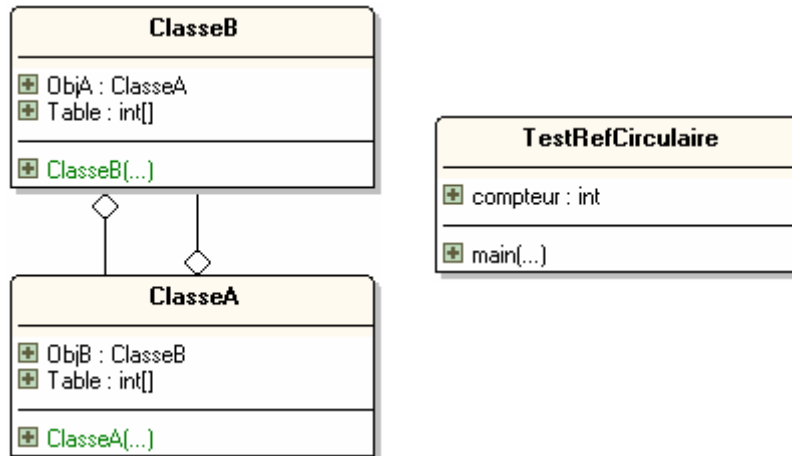 ClasseB
ObjA : ClasseA
Table : int[]
ClasseB(...)
TestRefCirculaire
compteur : int
main(...)
ClasseA
ObjB : ClasseB
Table : int[]
ClasseA(...)